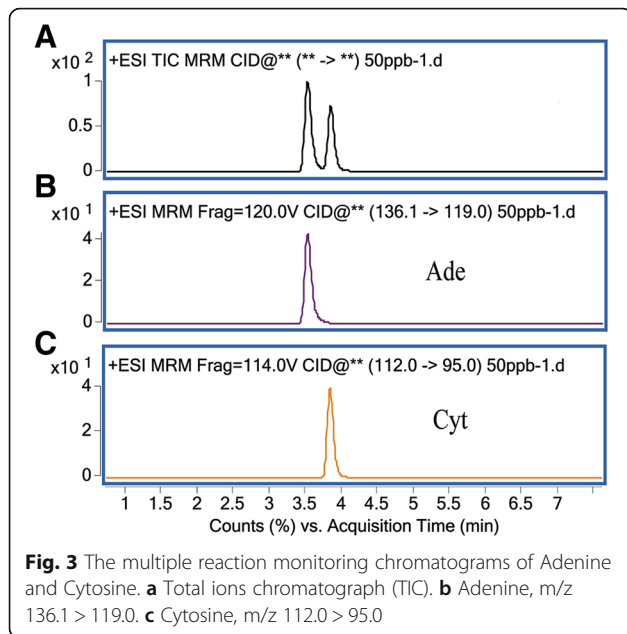 A
x10 2
+ESI TIC MRM CID@** (** -> **) 50ppb-1.d
1
0.5
0
B
x10 1
+ESI MRM Frag=120.0V CID@** (136.1 -> 119.0) 50ppb-1.d
4
2
0
Ade
C
x10 1
+ESI MRM Frag=114.0V CID@** (112.0 -> 95.0) 50ppb-1.d
4
2
0
Cyt
1 1.5 2 2.5 3 3.5 4 4.5 5 5.5 6 6.5 7
Counts (%) vs. Acquisition Time (min)
Fig. 3 The multiple reaction monitoring chromatograms of Adenine
and Cytosine. a Total ions chromatograph (TIC). b Adenine, m/z
136.1 > 119.0. c Cytosine, m/z 112.0 > 95.0